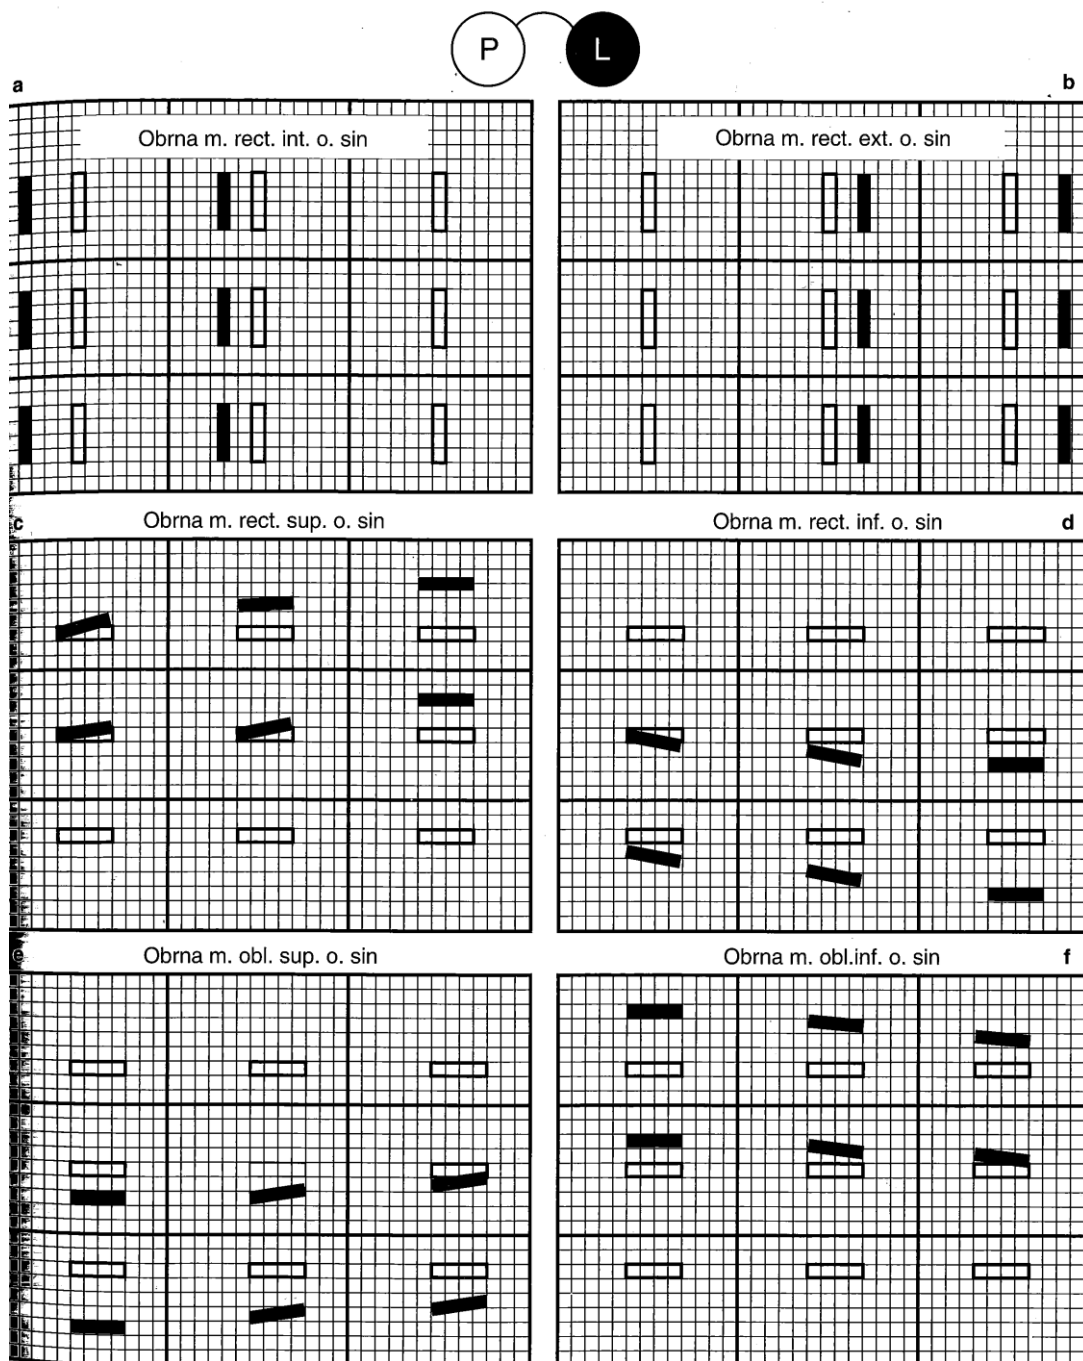 P L
a b
Obrna m. rect. int. o. sin
Obrna m. rect. ext. o. sin
c Obrna m. rect. sup. o. sin
Obrna m. rect. inf. o. sin d
e Obrna m. obl. sup. o. sin
Obrna m. obl.inf. o. sin f